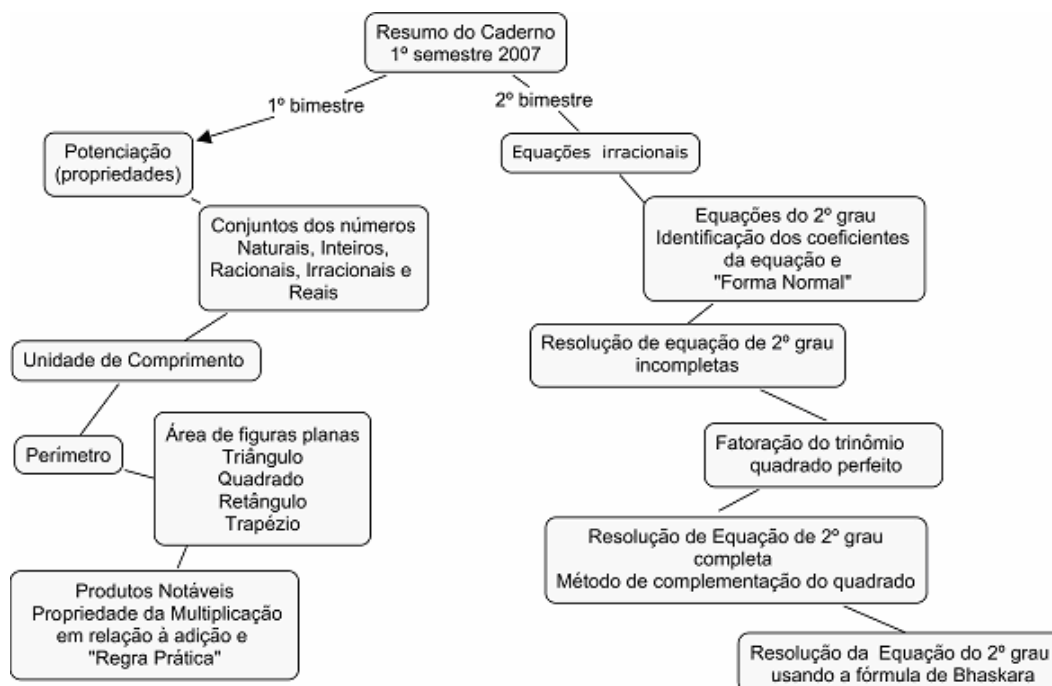 Resumo do Caderno
1º semestre 2007
1º bimestre
2º bimestre
Potenciação
(propriedades)
Conjuntos dos números
Naturais, Inteiros,
Racionais, Irracionais e
Reais
Unidade de Comprimento
Perímetro
Área de figuras planas
Triângulo
Quadrado
Retângulo
Trapézio
Produtos Notáveis
Propriedade da Multiplicação
em relação à adição e
"Regra Prática"
Equações irracionais
Equações do 2º grau
Identificação dos coeficientes
da equação e
"Forma Normal"
Resolução de equação de 2º grau
incompletas
Fatoração do trinômio
quadrado perfeito
Resolução de Equação de 2º grau
completa
Método de complementação do quadrado
Resolução da Equação do 2º grau
usando a fórmula de Bhaskara